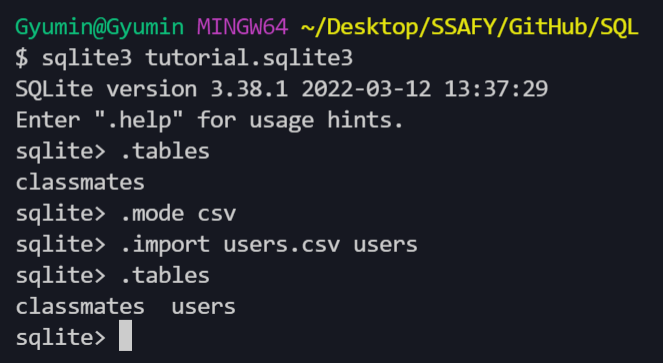 Gyumin@Gyumin MINGW64 ~/Desktop/SSAFY/GitHub/SQL
$ sqlite3 tutorial.sqlite3
SQLite version 3.38.1 2022-03-12 13:37:29
Enter ".help" for usage hints.
sqlite> .tables
classmates
sqlite> .mode csv
sqlite> .import users.csv users
sqlite> .tables
classmates  users
sqlite>